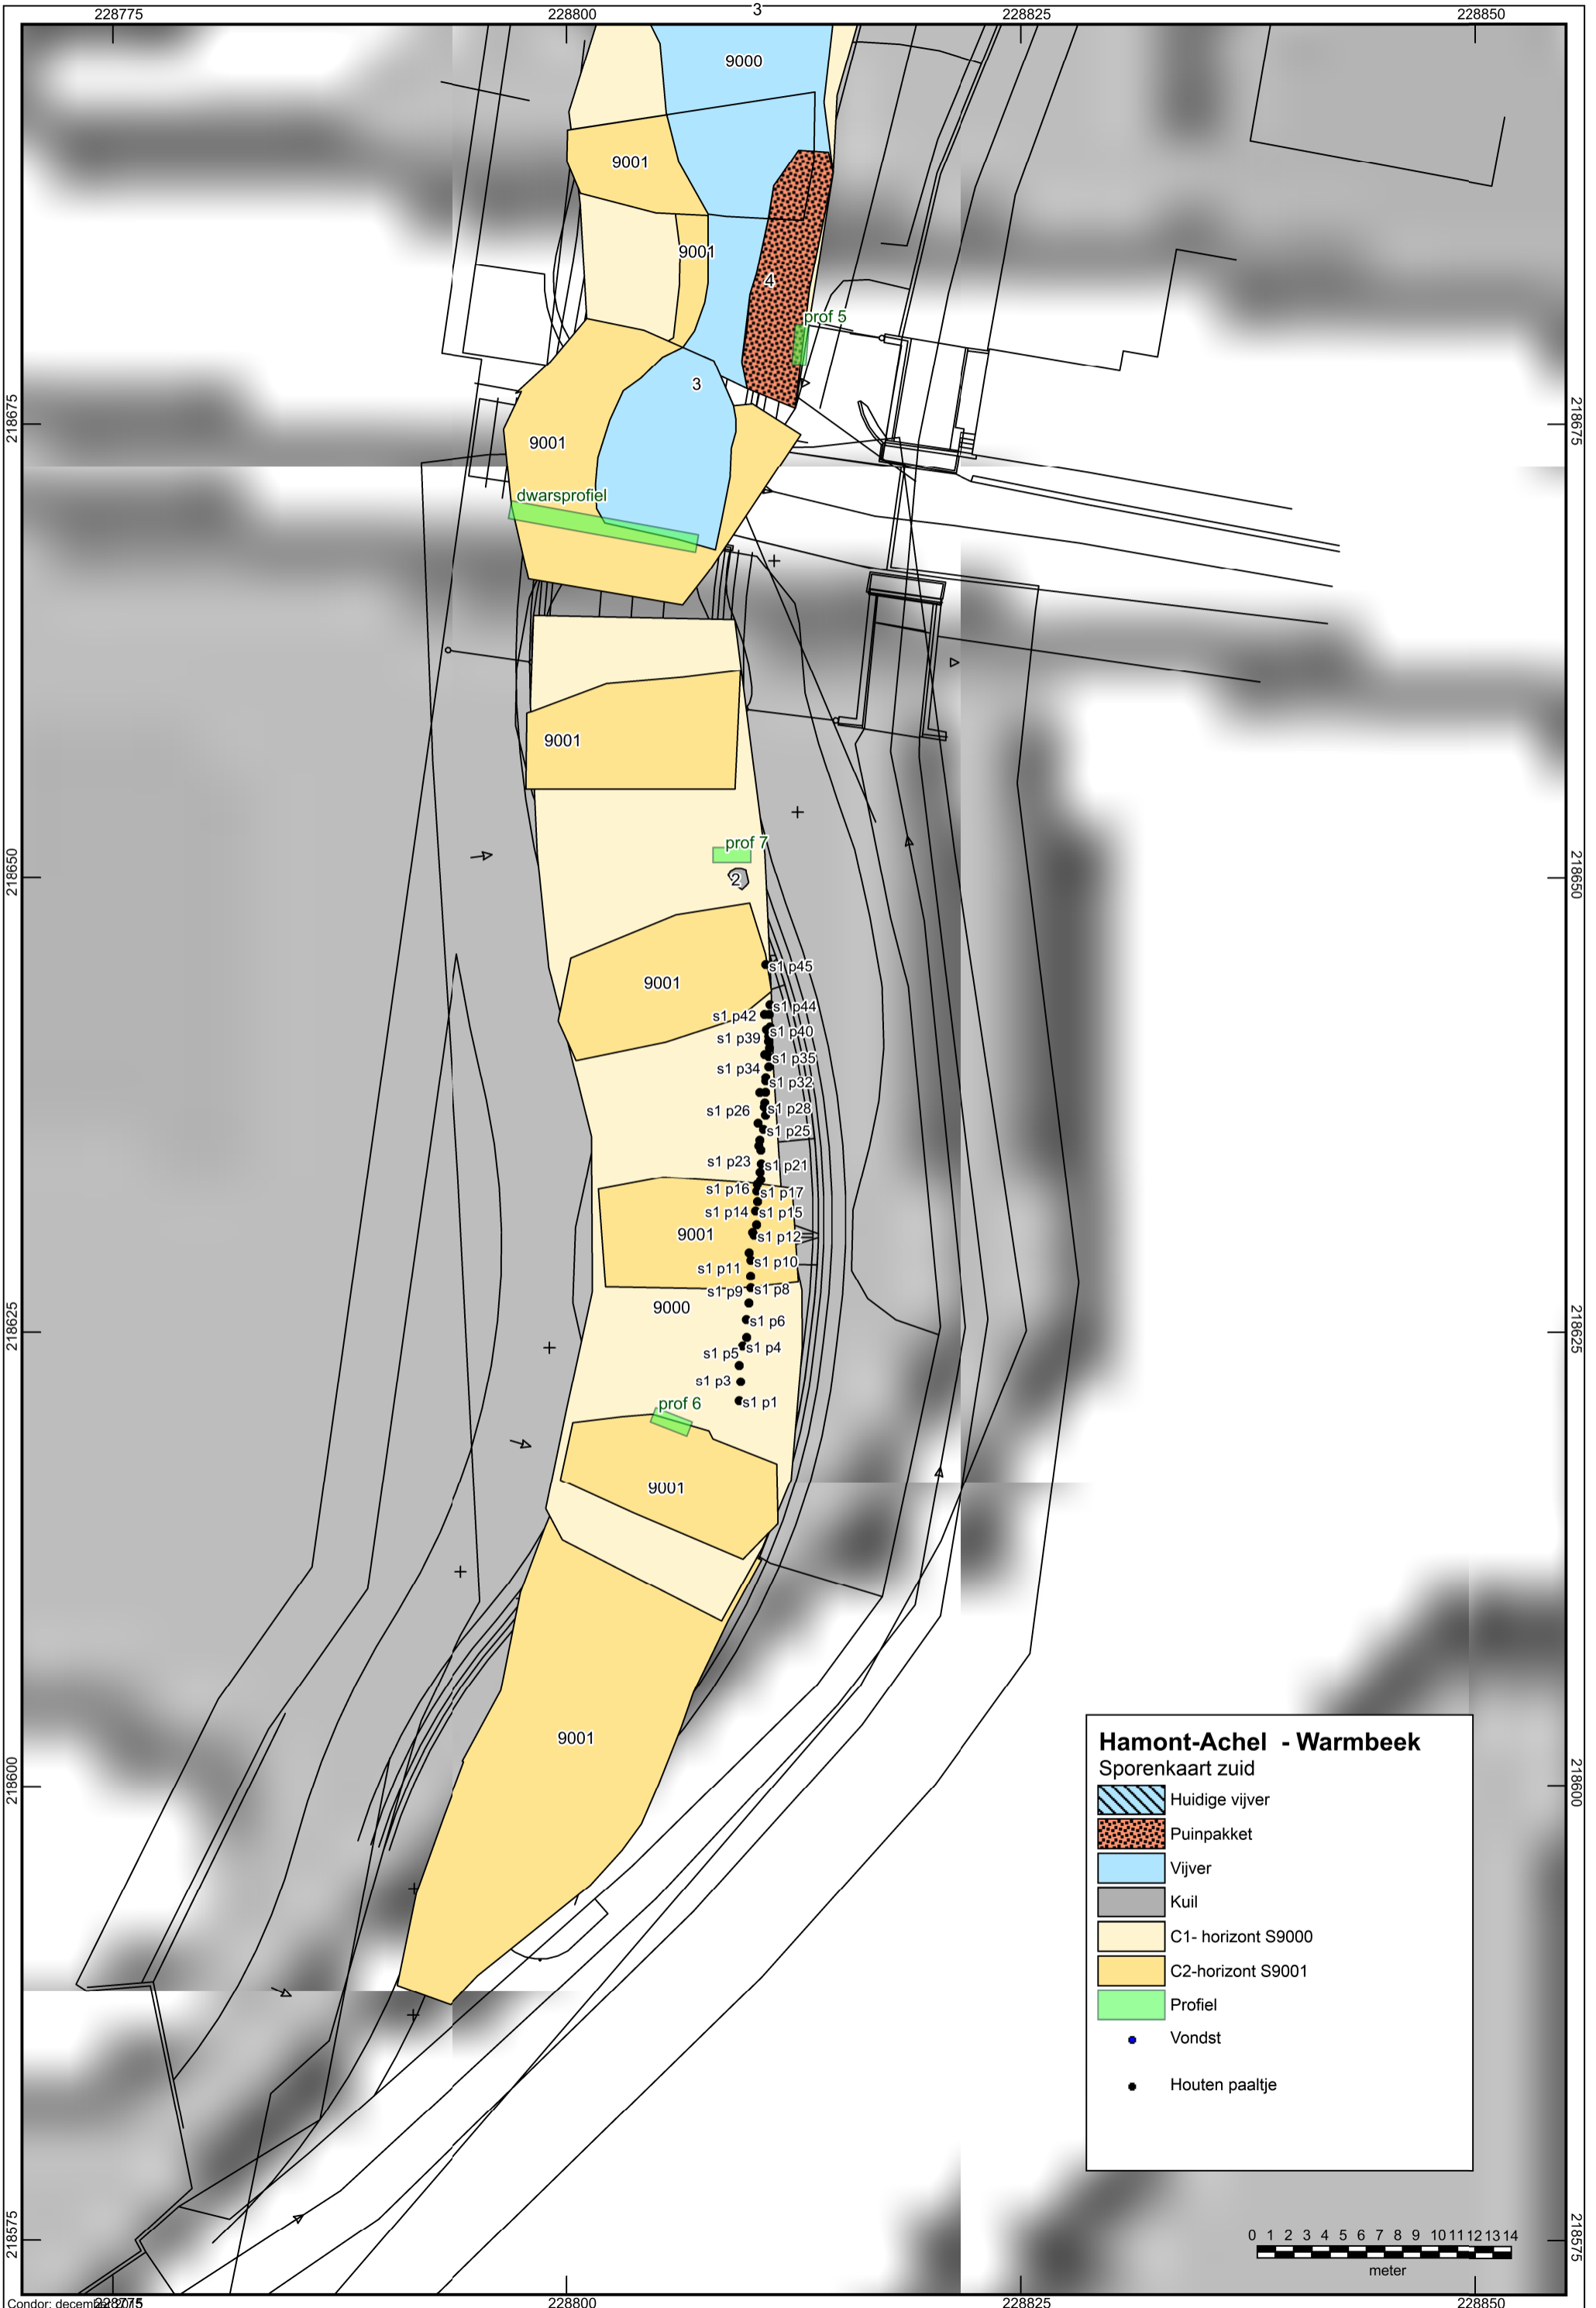 3
228775
228800
228825
228850
9000
9001
9001
4
prof 5
3
218675
218675
9001
dwarsprofiel
9001
prof 7
2
218650
218650
9001
s1 p45
s1 p44
s1 p42
s1 p40
s1 p39
s1 p35
s1 p34
s1 p32
s1 p26
s1 p28
s1 p25
s1 p23
s1 p21
s1 p16
s1 p17
s1 p14
s1 p15
9001
s1 p12
s1 p10
s1 p11
s1 p9
s1 p8
9000
s1 p6
218625
218625
s1 p4
s1 p5
s1 p3
s1 p1
prof 6
9001
9001
218600
218600
Hamont-Achel - Warmbeek
Sporenkaart zuid
Huidige vijver
Puinpakket
Vijver
Kuil
C1- horizont S9000
C2-horizont S9001
Profiel
Vondst
Houten paaltje
218575
218575
0 1 2 3 4 5 6 7 8 9 10 11 12 13 14
meter
Condor: december 2015
228775
228800
228825
228850